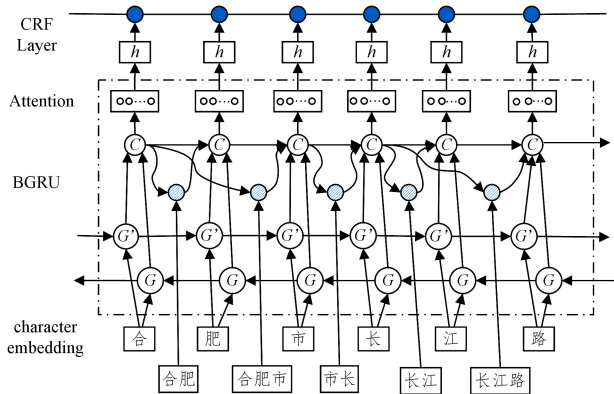 CRF
Layer
h h h h h h
Attention
C C C C C C
BGRU
G' G' G' G' G' G'
G G G G G G
character
embedding
合 肥 市 长 江 路
合肥 合肥市 市长 长江 长江路